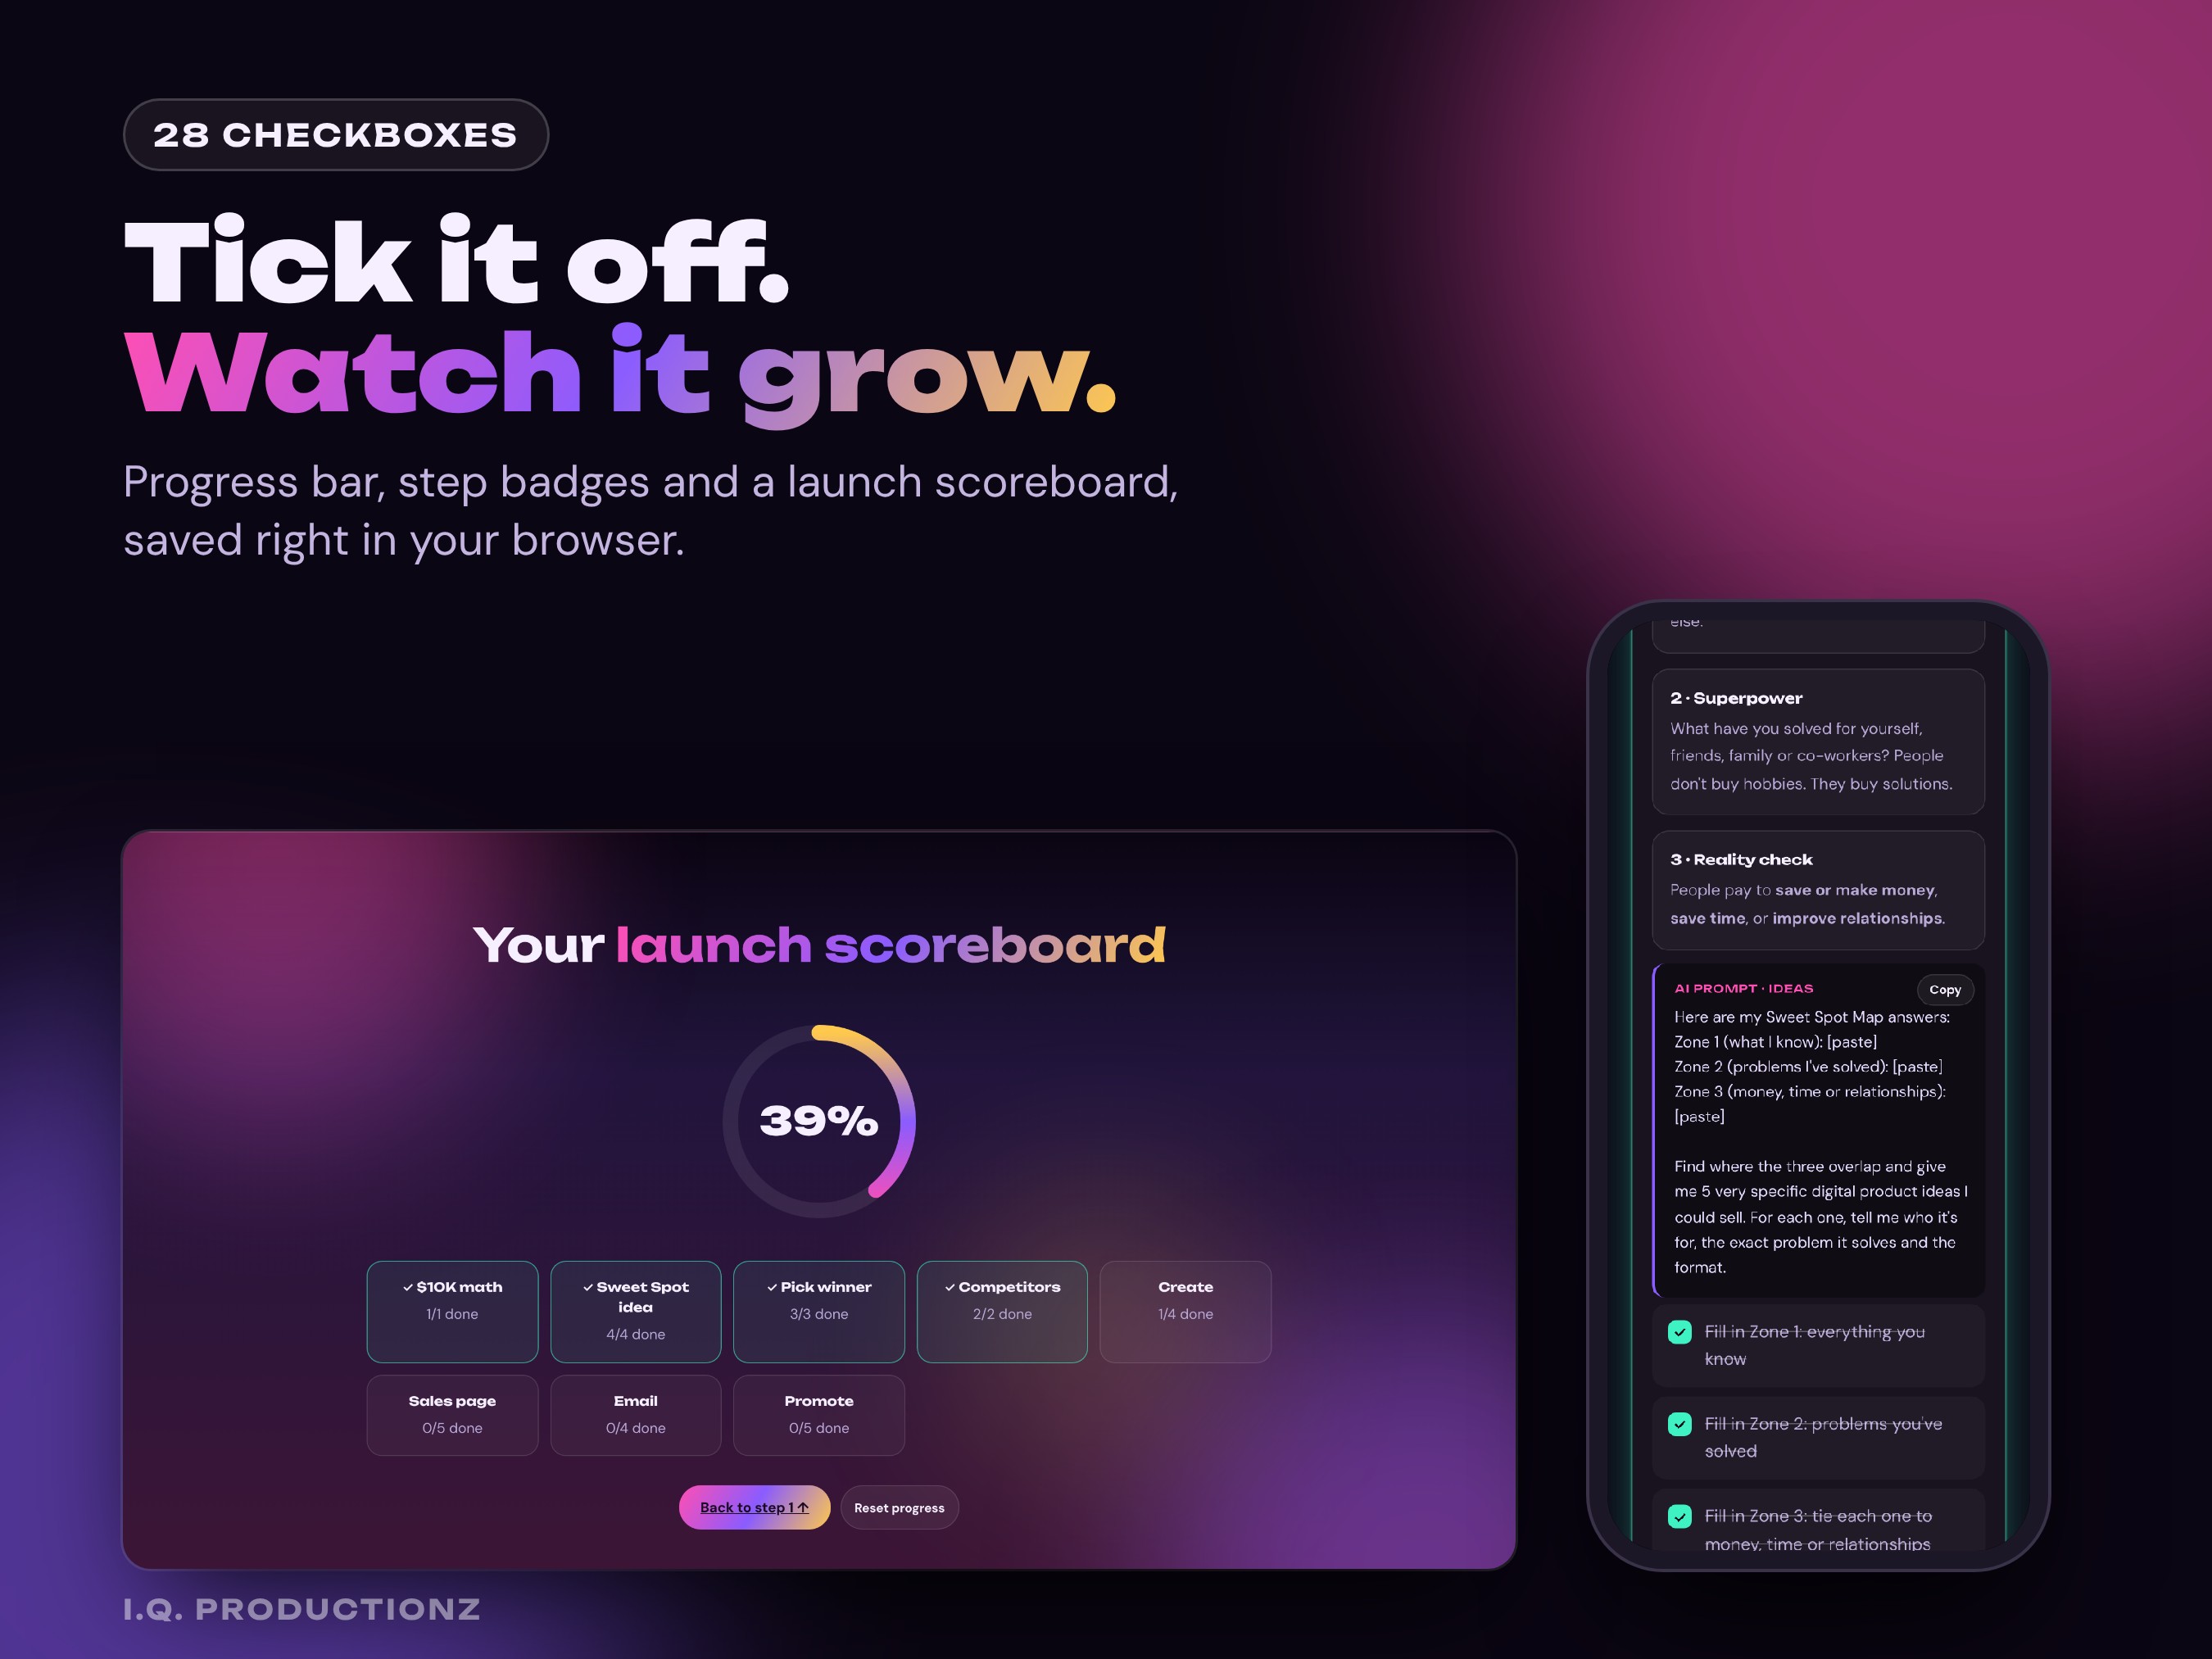 28 CHECKBOXES
Tick it off.
Watch it grow.
Progress bar, step badges and a launch scoreboard,
saved right in your browser.
Your launch scoreboard
39%
✓ $10K math
1/1 done
✓ Sweet Spot
idea
4/4 done
✓ Pick winner
3/3 done
✓ Competitors
2/2 done
Create
1/4 done
Sales page
0/5 done
Email
0/4 done
Promote
0/5 done
Back to step 1 ↑
Reset progress
else.
2 · Superpower
What have you solved for yourself,
friends, family or co-workers? People
don't buy hobbies. They buy solutions.
3 · Reality check
People pay to save or make money,
save time, or improve relationships.
AI PROMPT · IDEAS
Copy
Here are my Sweet Spot Map answers:
Zone 1 (what I know): [paste]
Zone 2 (problems I've solved): [paste]
Zone 3 (money, time or relationships):
[paste]
Find where the three overlap and give
me 5 very specific digital product ideas I
could sell. For each one, tell me who it's
for, the exact problem it solves and the
format.
Fill in Zone 1: everything you
know
Fill in Zone 2: problems you've
solved
Fill in Zone 3: tie each one to
money, time or relationships
I.Q. PRODUCTIONZ